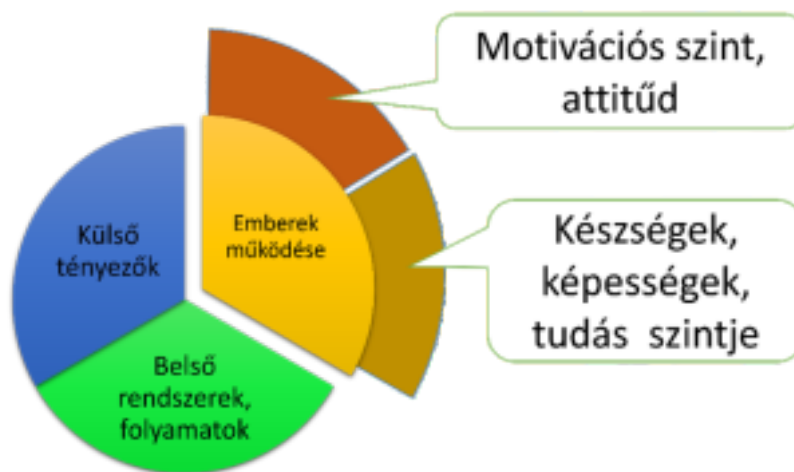 Motivációs szint,
attitűd
Emberek
működése
Külső
tényezők
Készségek,
képességek,
tudás szintje
Belső
rendszerek,
folyamatok